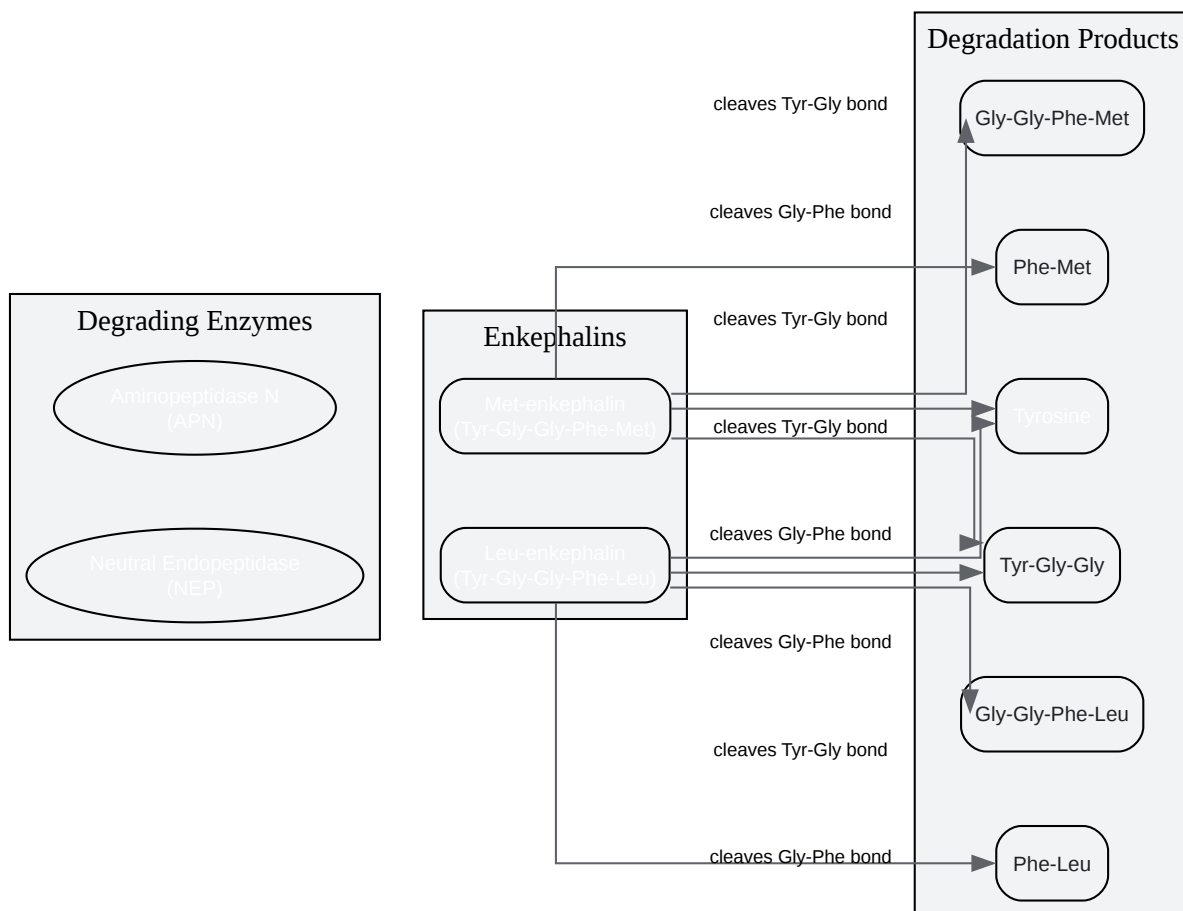 Degradation Products
cleaves Tyr-Gly bond
Gly-Gly-Phe-Met
cleaves Gly-Phe bond
Phe-Met
cleaves Tyr-Gly bond
Degrading Enzymes
Enkephalins
Aminopeptidase N
(APN)
Met-enkephalin
(Tyr-Gly-Gly-Phe-Met)
Tyrosine
cleaves Tyr-Gly bond
cleaves Gly-Phe bond
Neutral Endopeptidase
(NEP)
Leu-enkephalin
(Tyr-Gly-Gly-Phe-Leu)
Tyr-Gly-Gly
cleaves Gly-Phe bond
Gly-Gly-Phe-Leu
cleaves Tyr-Gly bond
cleaves Gly-Phe bond
Phe-Leu